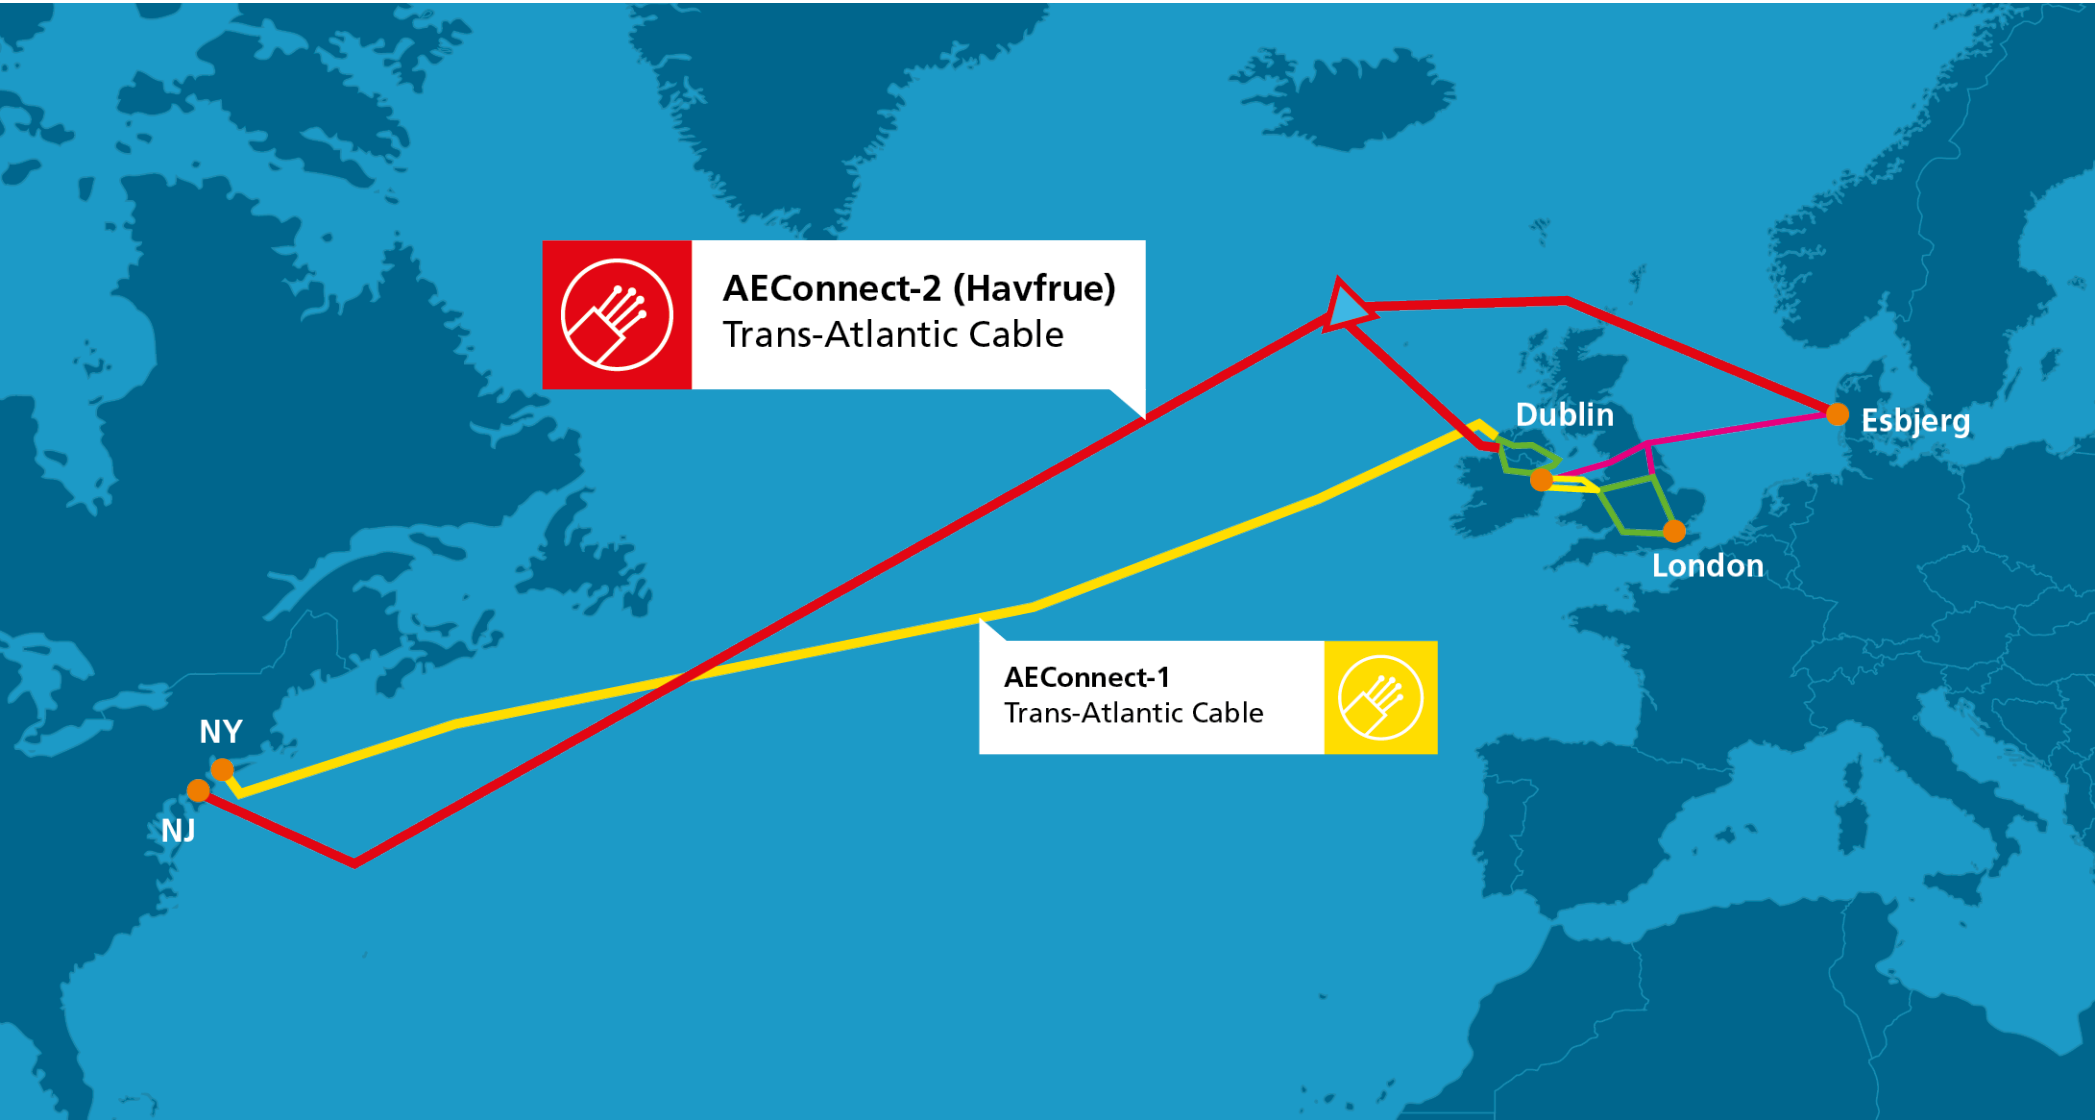 AEConnect-2 (Havfrue)
Trans-Atlantic Cable
Dublin
Esbjerg
London
AEConnect-1
Trans-Atlantic Cable
NY
NJ